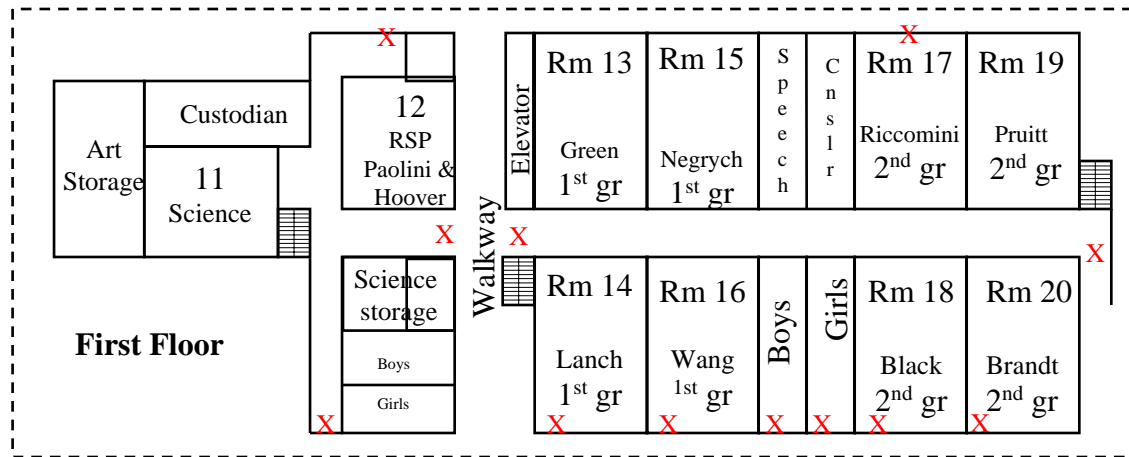 X
X
Rm 13
Rm 15
Speech
Cnslr
Rm 17
Rm 19
Custodian
12
RSP
Paolini &
Hoover
Elevator
Art
Storage
11
Science
Green
1st gr
Negrych
1st gr
Riccomini
2nd gr
Pruitt
2nd gr
Walkway
X
X
X
Science
storage
Rm 14
Rm 16
Boys
Girls
Rm 18
Rm 20
First Floor
Boys
Girls
Lanch
1st gr
Wang
1st gr
Black
2nd gr
Brandt
2nd gr
X
X
X
X
X
X
X